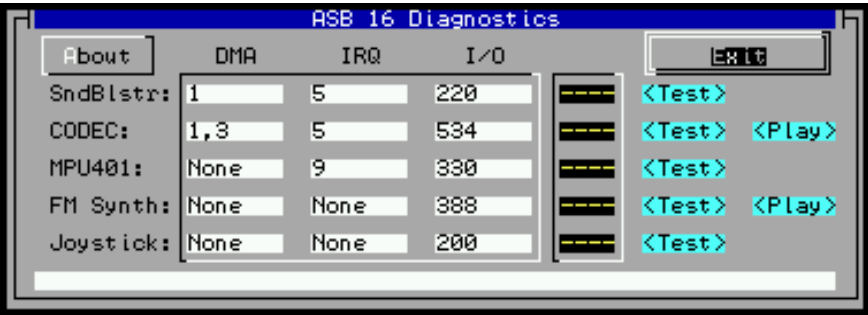 ASB 16 Diagnostics
About DMA IRQ I/O Exit
SndBlstr: 1 5 220 ---- <Test>
CODEC: 1,3 5 534 ---- <Test> <Play>
MPU401: None 9 330 ---- <Test>
FM Synth: None None 388 ---- <Test> <Play>
Joystick: None None 200 ---- <Test>